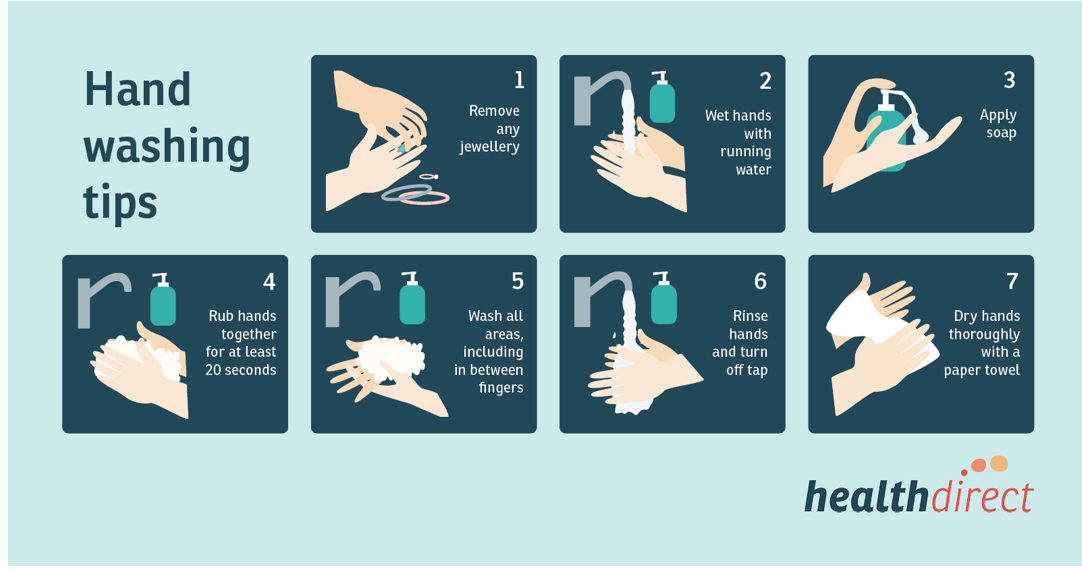 Hand
washing
tips
1
Remove
any
jewellery
2
Wet hands
with
running
water
3
Apply
soap
4
Rub hands
together
for at least
20 seconds
5
Wash all
areas,
including
in between
fingers
6
Rinse
hands
and turn
off tap
7
Dry hands
thoroughly
with a
paper towel
healthdirect